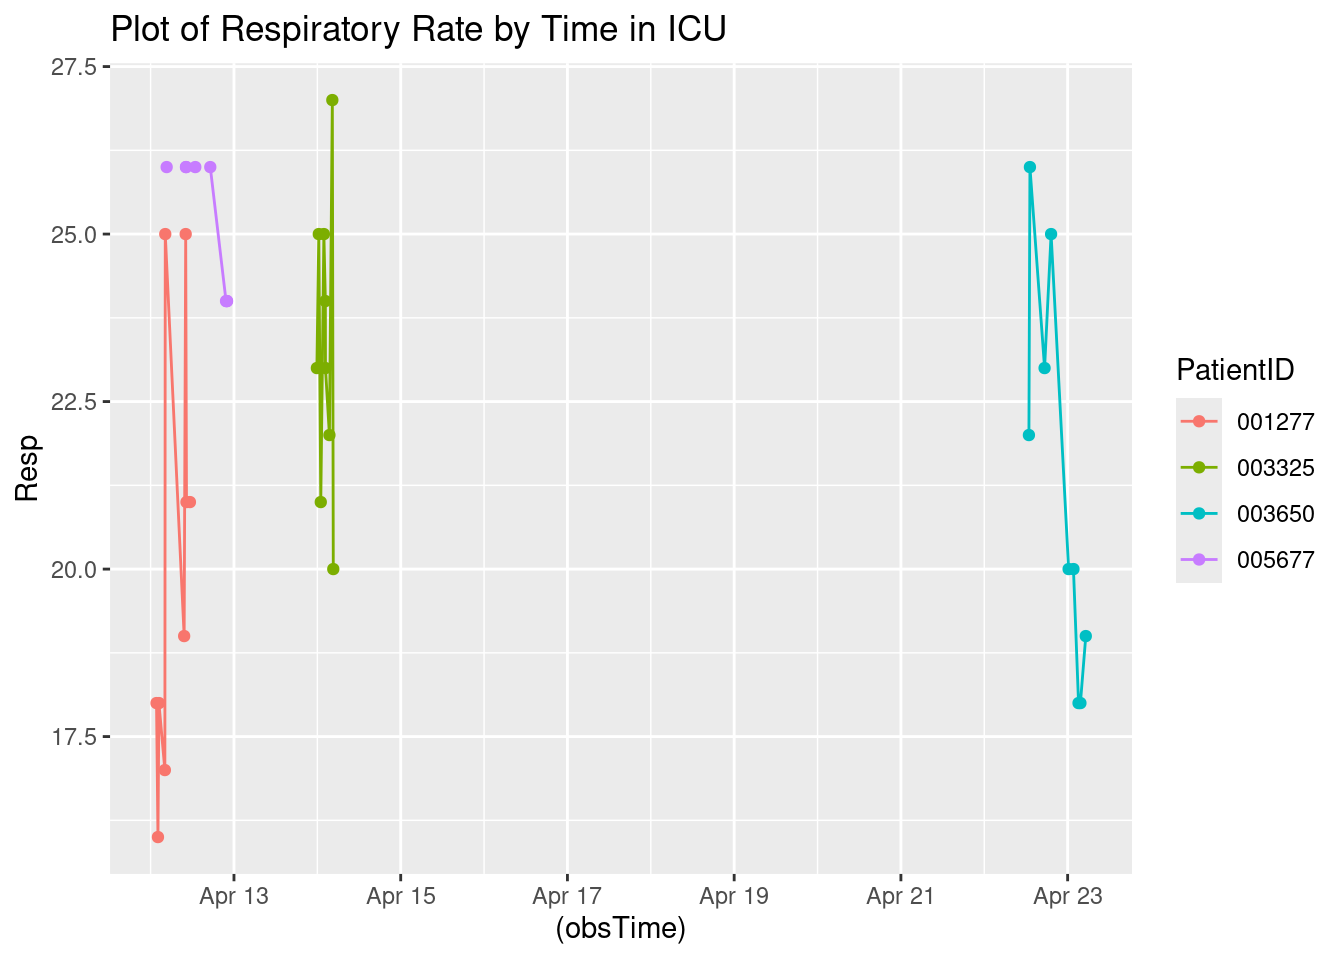 Plot of Respiratory Rate by Time in ICU
27.5
25.0
22.5
20.0
17.5
Resp
Apr 13 Apr 15 Apr 17 Apr 19 Apr 21 Apr 23
(obsTime)
PatientID
001277
003325
003650
005677